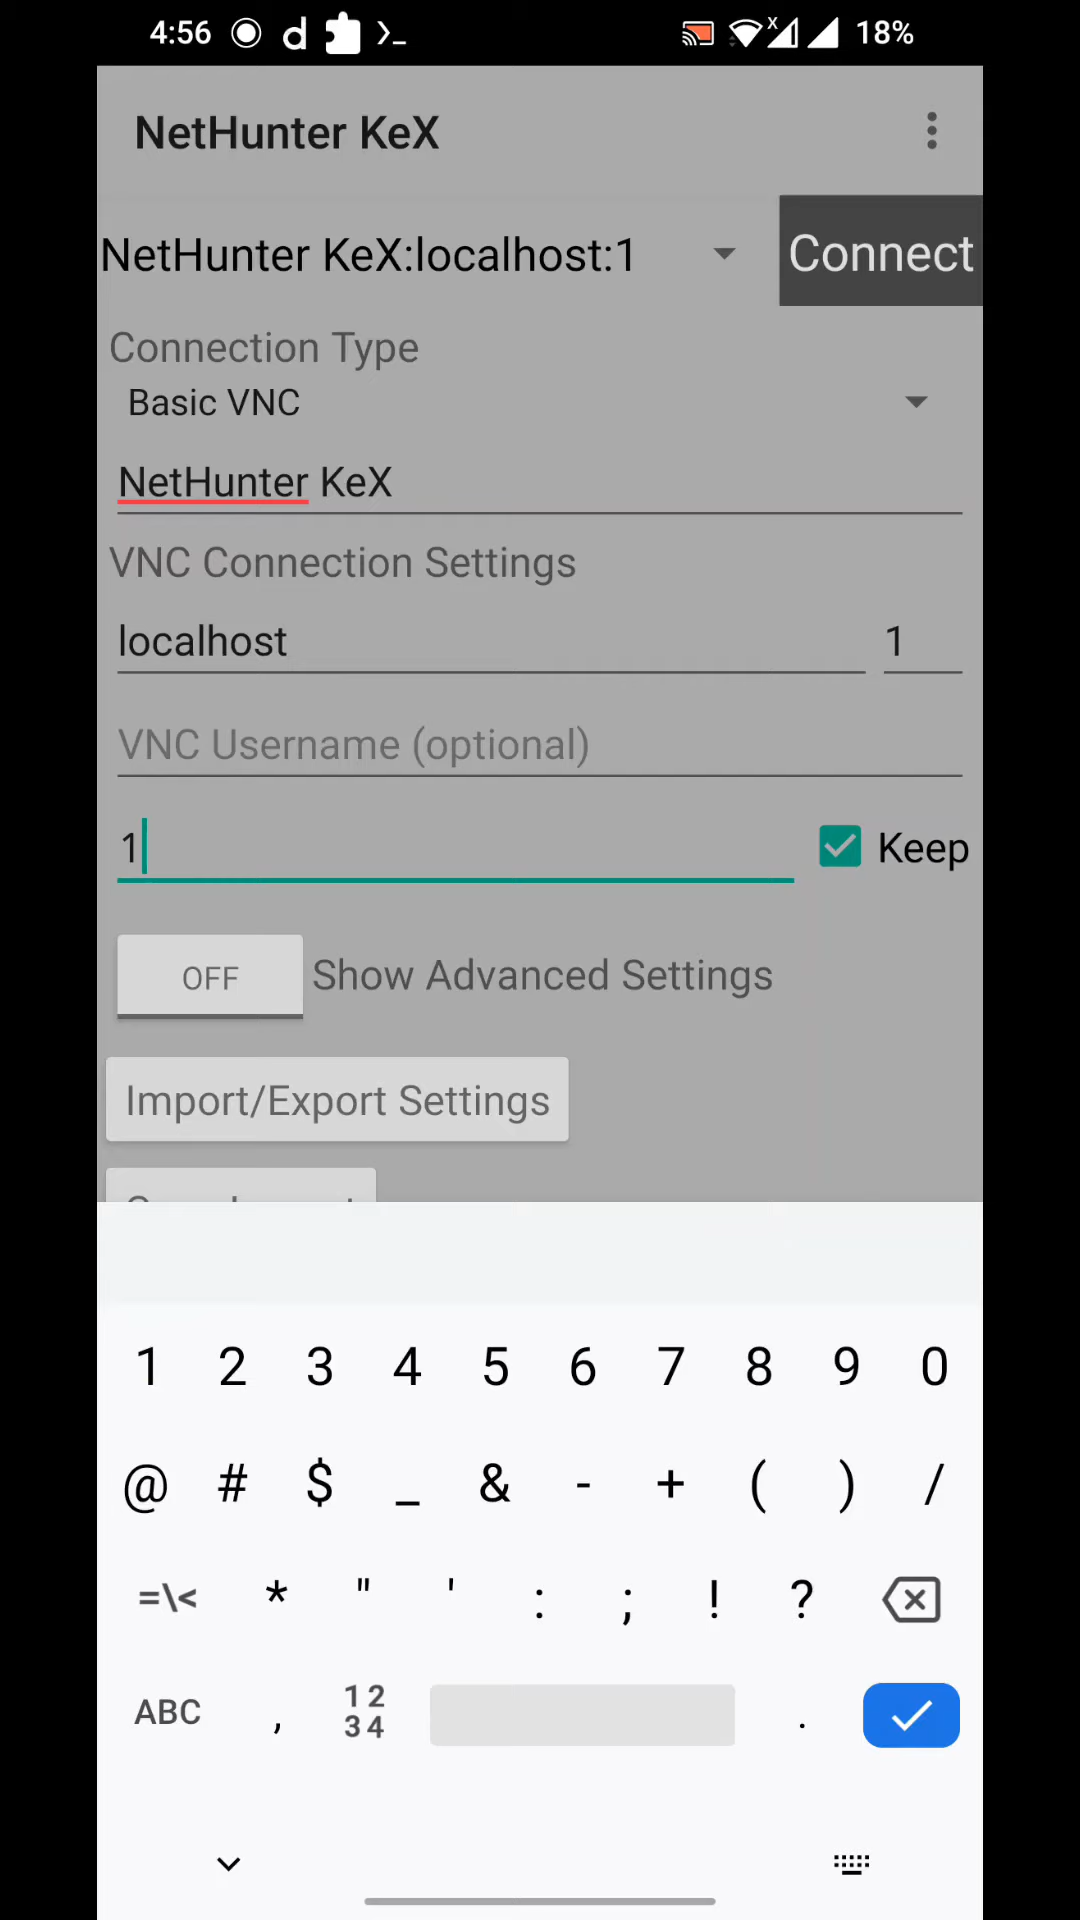 4:56 d >_ x 18%
NetHunter KeX
NetHunter KeX:localhost:1 Connect
Connection Type
Basic VNC
NetHunter KeX
VNC Connection Settings
localhost 1
VNC Username (optional)
1 Keep
OFF Show Advanced Settings
Import/Export Settings
1 2 3 4 5 6 7 8 9 0
@ # $ _ & - + ( ) /
=\< * " ' : ; ! ?
ABC , 12 34 .